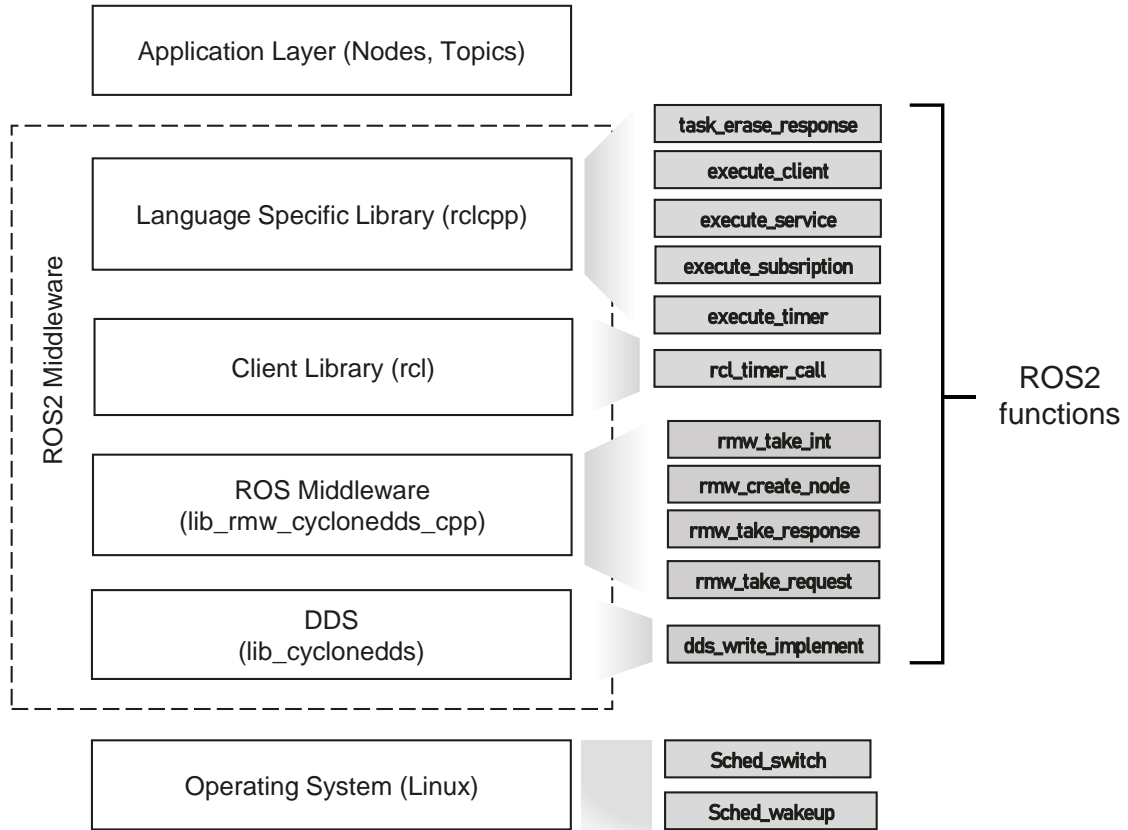 Application Layer (Nodes, Topics)
ROS2 Middleware
Language Specific Library (rclcpp)
Client Library (rcl)
ROS Middleware
(lib_rmw_cyclonedds_cpp)
DDS
(lib_cyclonedds)
Operating System (Linux)
task_erase_response
execute_client
execute_service
execute_subsription
execute_timer
rcl_timer_call
rmw_take_int
rmw_create_node
rmw_take_response
rmw_take_request
dds_write_implement
Sched_switch
Sched_wakeup
ROS2
functions